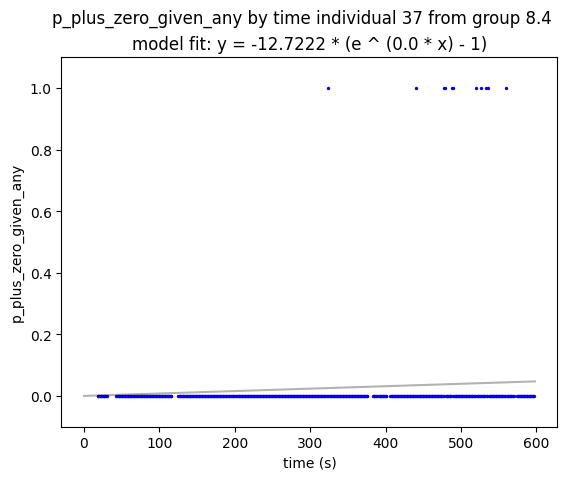 p_plus_zero_given_any by time individual 37 from group 8.4
model fit: y = -12.7222 * (e ^ (0.0 * x) - 1)
p_plus_zero_given_any
1.0
0.8
0.6
0.4
0.2
0.0
0 100 200 300 400 500 600
time (s)